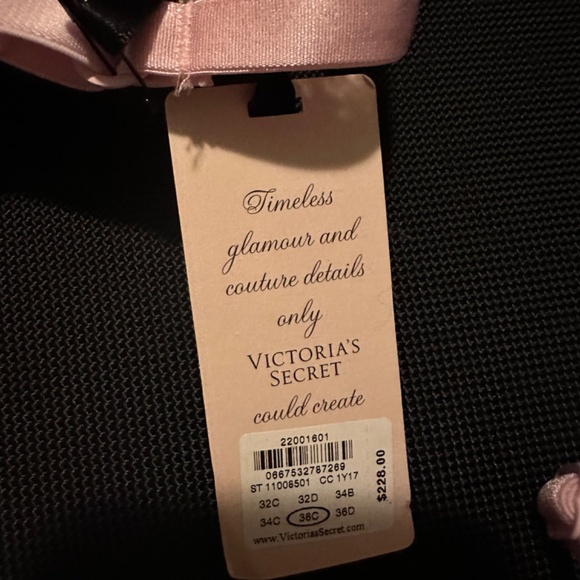 Timeless
glamour and
couture details
only
VICTORIA'S
SECRET
could create
22001601
0667532787269
ST 11008501 CC 1Y17
32C 32D 34B
34C 36C 36D
www.VictoriasSecret.com
$228.00